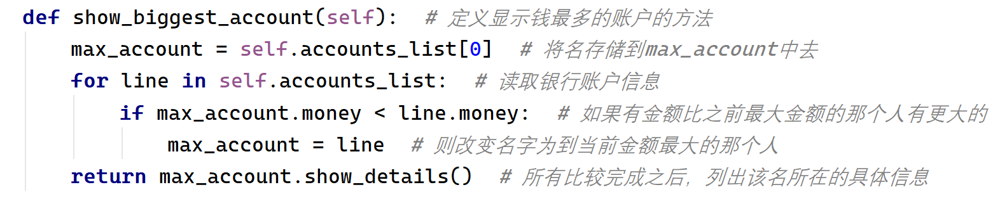 def show_biggest_account(self):  # 定义显示钱最多的账户的方法
    max_account = self.accounts_list[0]  # 将名存储到max_account中去
    for line in self.accounts_list:  # 读取银行账户信息
        if max_account.money < line.money:  # 如果有金额比之前最大金额的那个人有更大的
            max_account = line  # 则改变名字为到当前金额最大的那个人
    return max_account.show_details()  # 所有比较完成之后，列出该名所在的具体信息